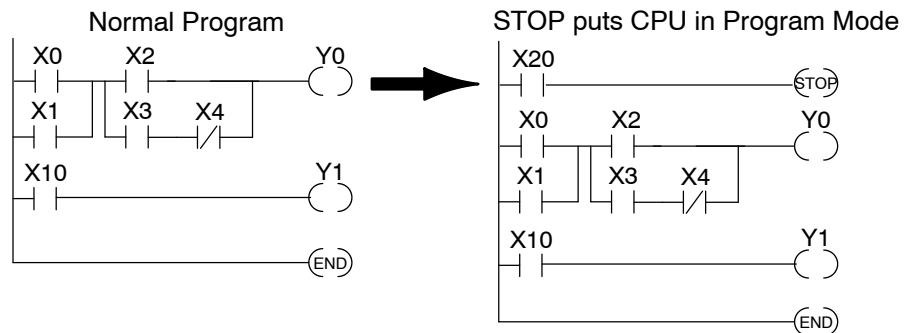 Normal Program
X0 X2 Y0
X1 X3 X4
X10 Y1
END
STOP puts CPU in Program Mode
X20
STOP
X0 X2 Y0
X1 X3 X4
X10 Y1
END